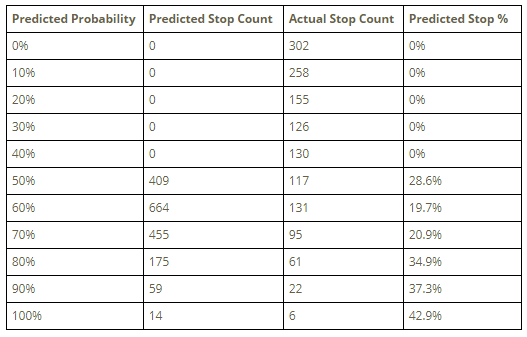 Predicted Probability Predicted Stop Count Actual Stop Count Predicted Stop %
0% 0 302 0%
10% 0 258 0%
20% 0 155 0%
30% 0 126 0%
40% 0 130 0%
50% 409 117 28.6%
60% 664 131 19.7%
70% 455 95 20.9%
80% 175 61 34.9%
90% 59 22 37.3%
100% 14 6 42.9%